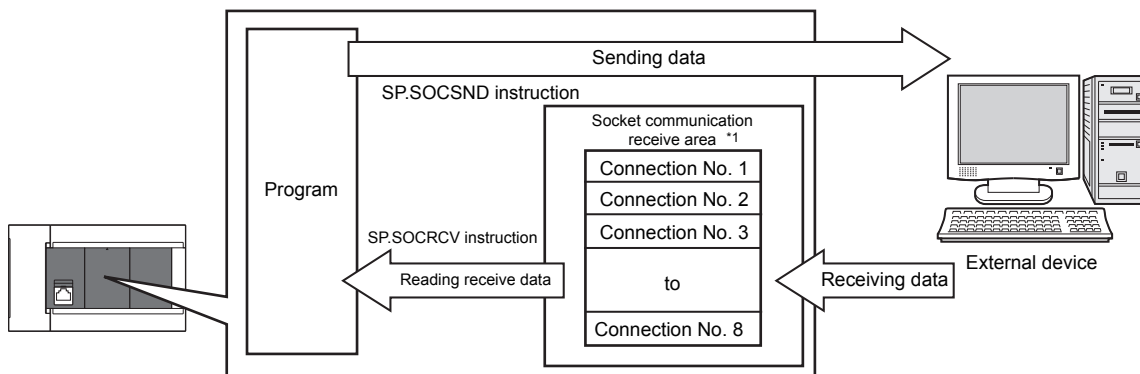 Sending data
SP.SOCSND instruction
Socket communication
receive area *1
Connection No. 1
Connection No. 2
Connection No. 3
to
Connection No. 8
Program
SP.SOCRCV instruction
Reading receive data
Receiving data
External device